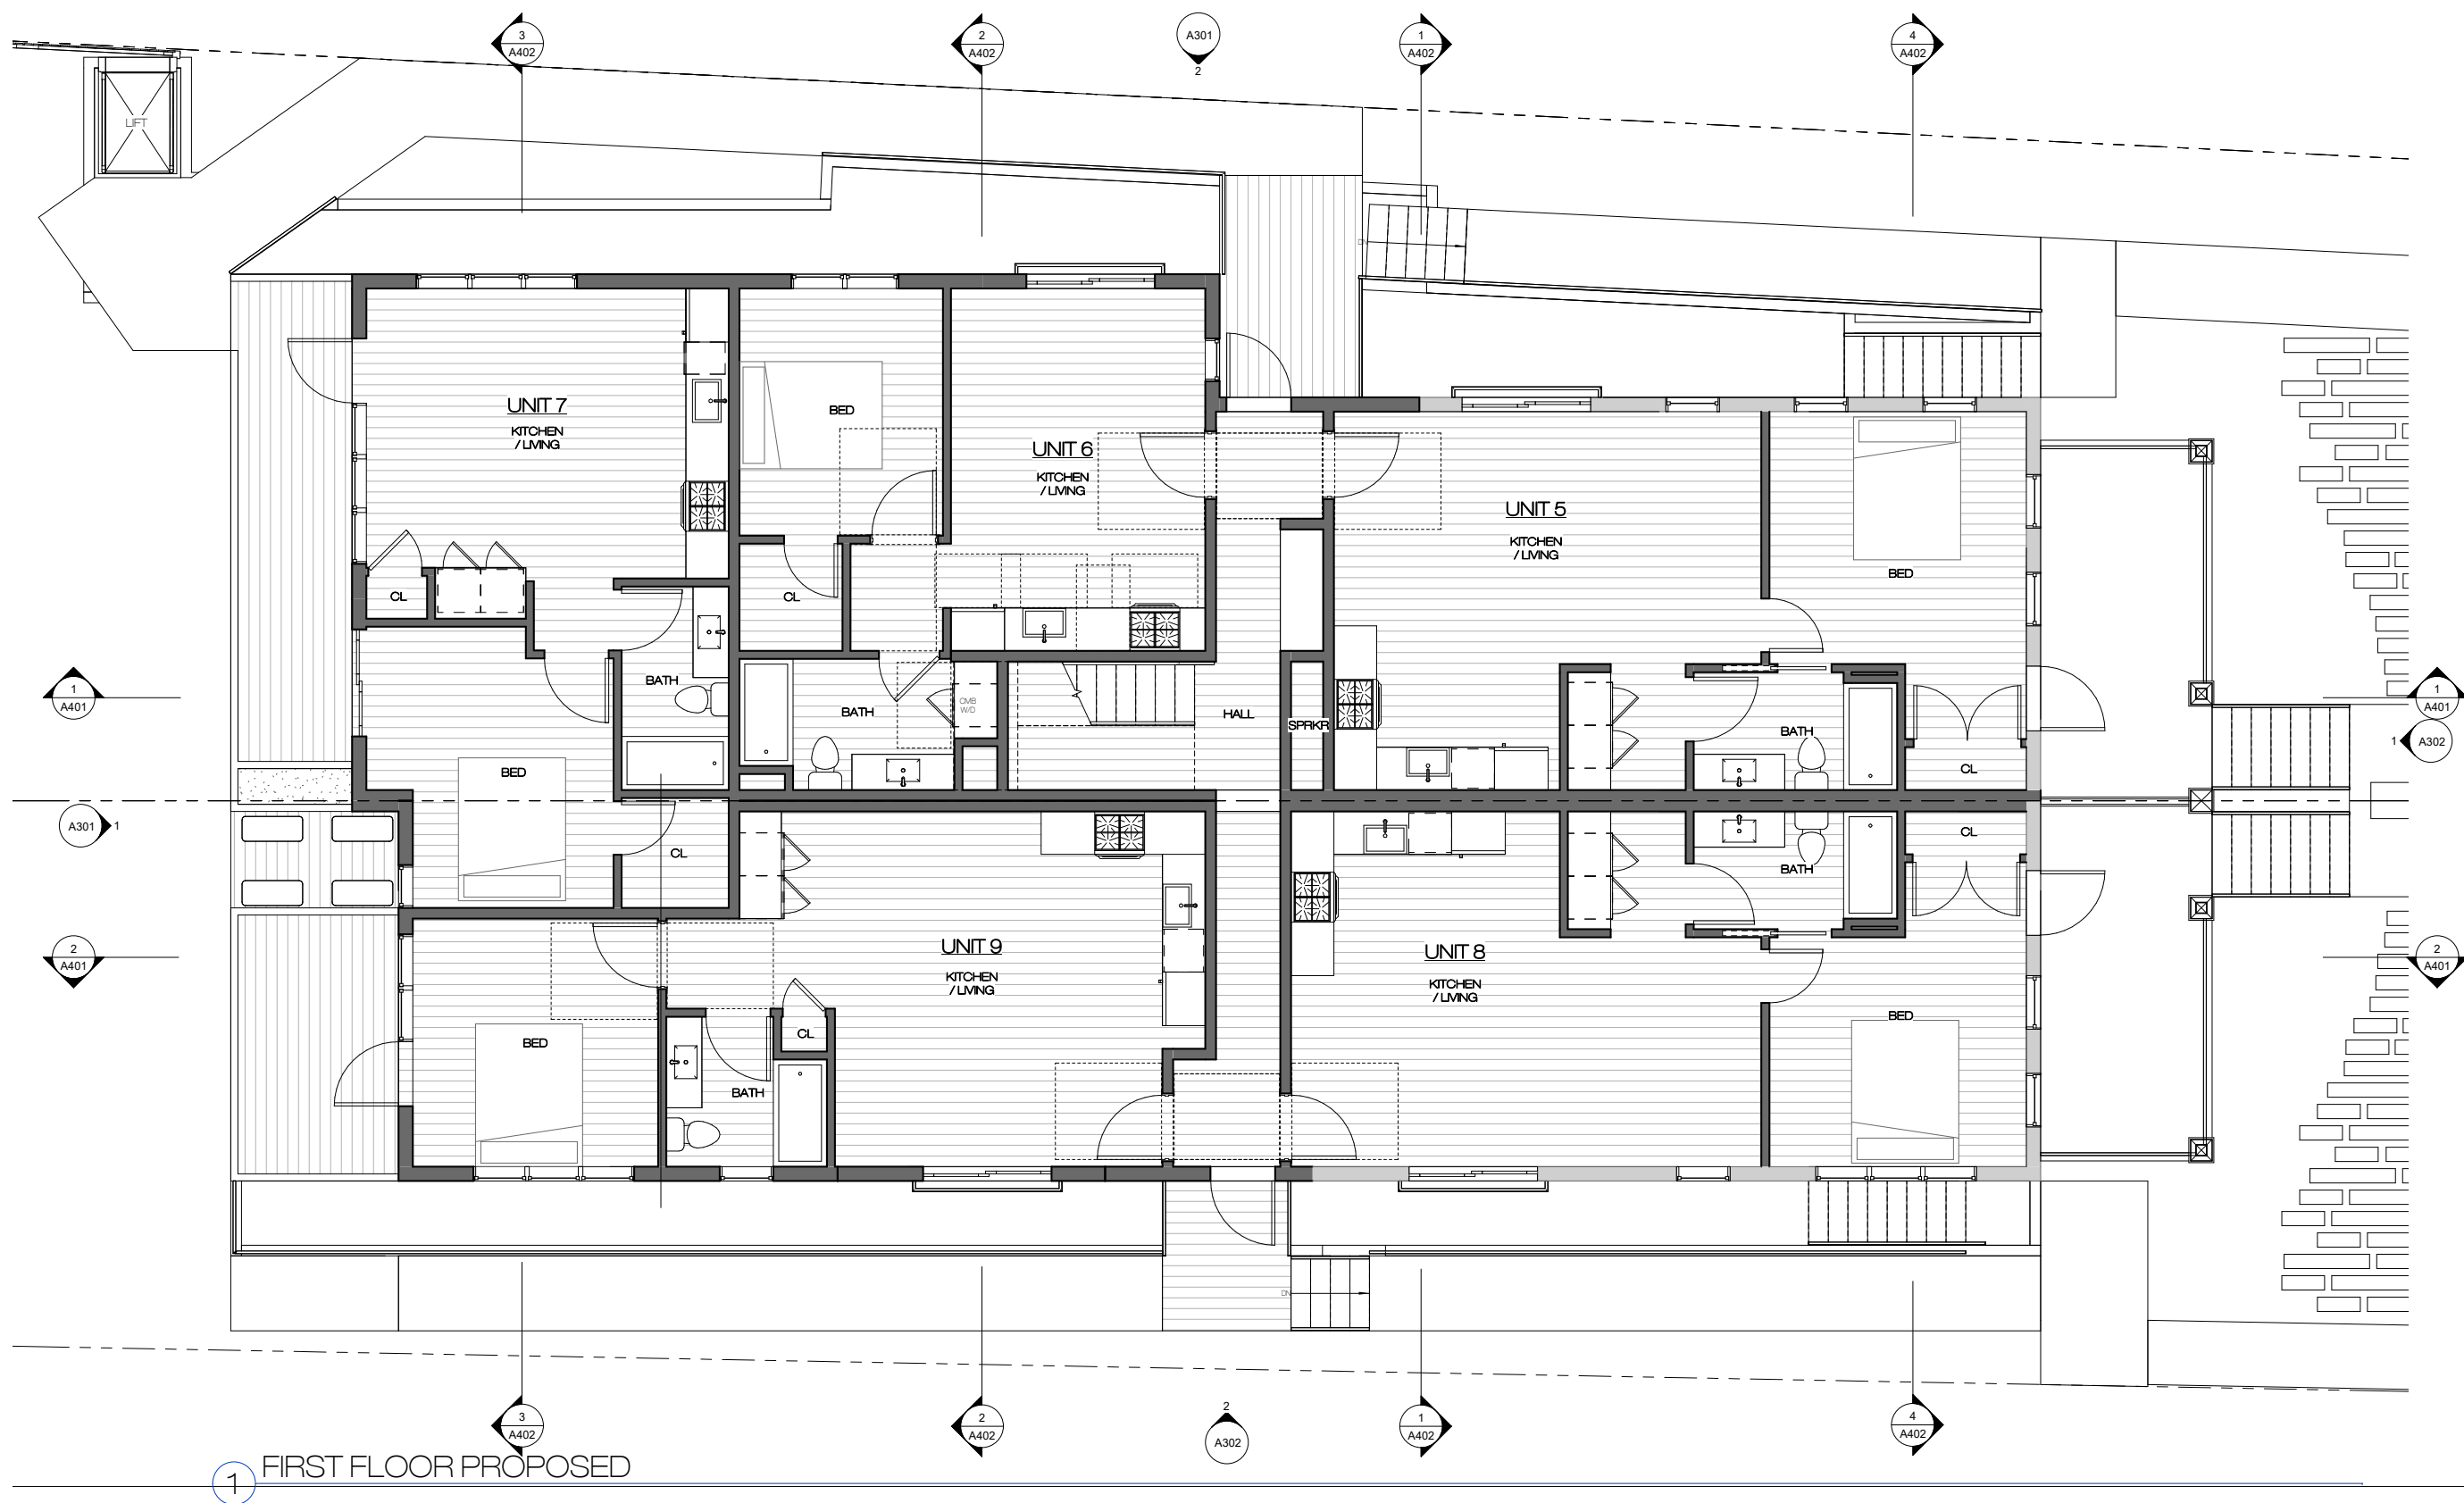 3
A402
2
A402
A301
2
1
A402
4
A402
LIFT
DN
UNIT 7
KITCHEN
/ LIVING
BED
UNIT 6
KITCHEN
/ LIVING
UNIT 5
KITCHEN
/ LIVING
BED
CL
CL
BATH
BATH
CMB
W/D
HALL
SPRKR
BATH
CL
1
A401
1
A401
1
A302
BED
A301
1
CL
CL
BATH
UNIT 9
KITCHEN
/ LIVING
UNIT 8
KITCHEN
/ LIVING
2
A401
2
A401
BED
CL
BATH
BED
DN
3
A402
2
A402
2
A302
1
A402
4
A402
1 FIRST FLOOR PROPOSED